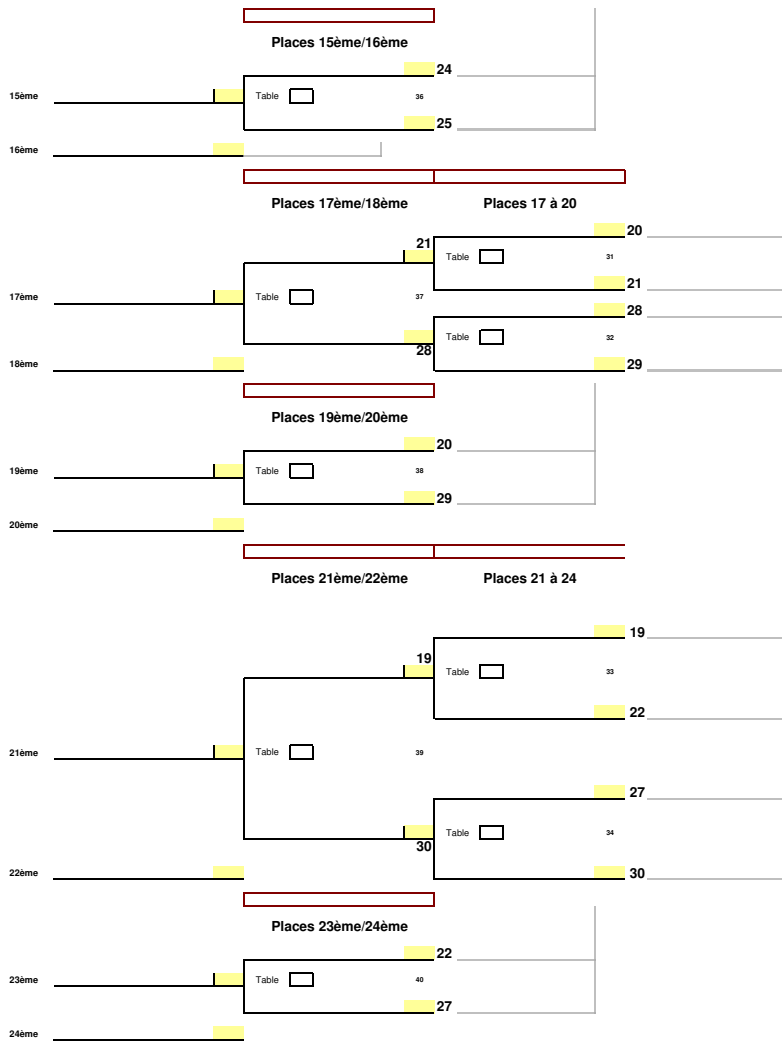 Places 15ème/16ème
24
15ème Table 36
25
16ème
Places 17ème/18ème Places 17 à 20
20
21 Table 31
21
17ème Table 37
28
Table 32
28
18ème 29
Places 19ème/20ème
20
19ème Table 38
29
20ème
Places 21ème/22ème Places 21 à 24
19
19
Table 33
22
21ème Table 39
27
Table 34
30
22ème 30
Places 23ème/24ème
22
23ème Table 40
27
24ème